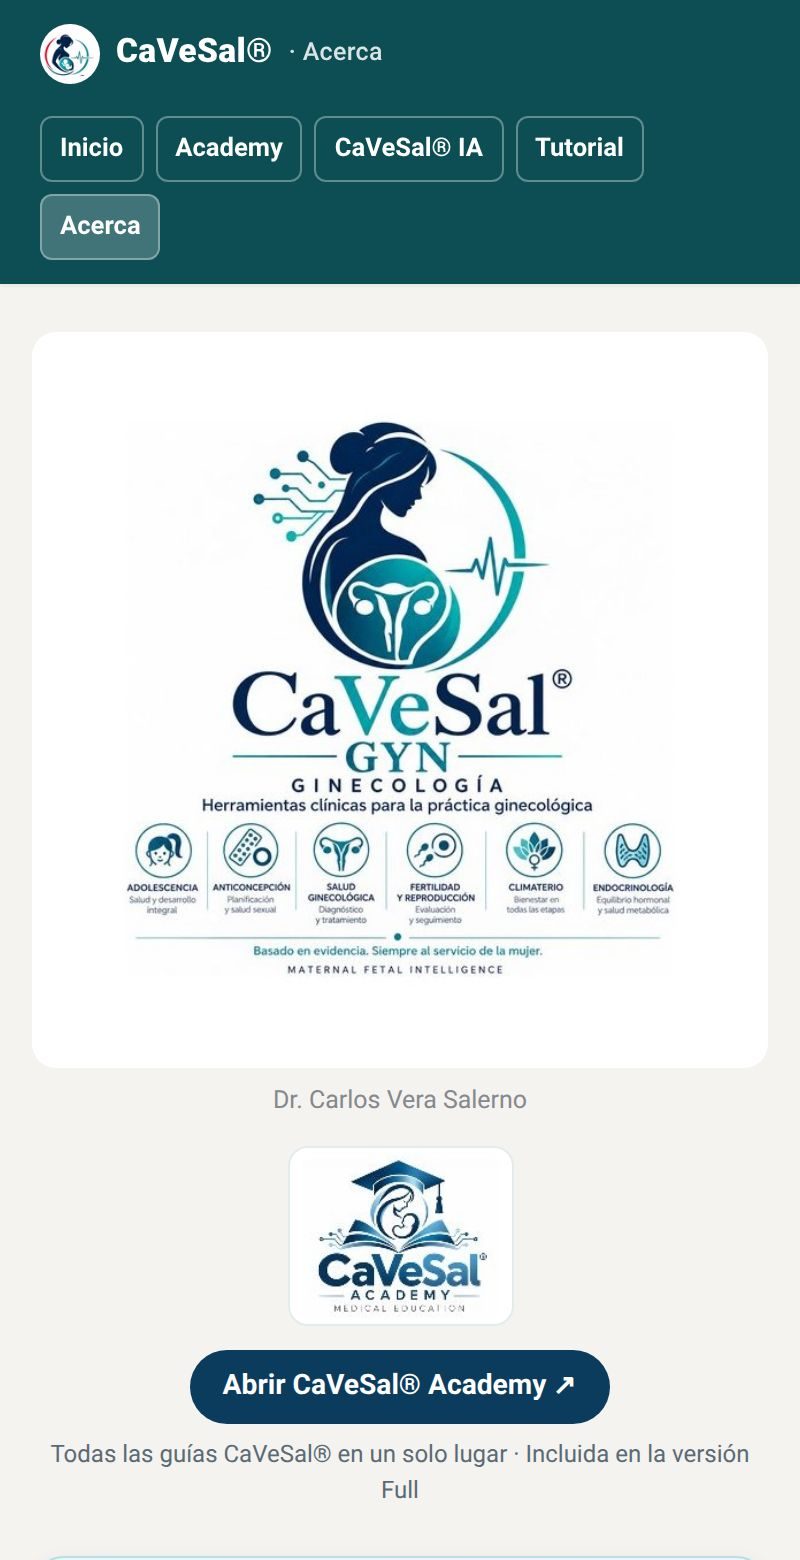 CaVeSal® · Acerca
Inicio Academy CaVeSal® IA Tutorial
Acerca
CaVeSal®
GYN
GINECOLOGÍA
Herramientas clínicas para la práctica ginecológica
ADOLESCENCIA
Salud y desarrollo
integral
ANTICONCEPCIÓN
Planificación
y salud sexual
SALUD
GINECOLÓGICA
Diagnóstico
y tratamiento
FERTILIDAD
Y REPRODUCCIÓN
Evaluación
y seguimiento
CLIMATERIO
Bienestar en
todas las etapas
ENDOCRINOLOGÍA
Equilibrio hormonal
y salud metabólica
Basado en evidencia. Siempre al servicio de la mujer.
MATERNAL FETAL INTELLIGENCE
Dr. Carlos Vera Salerno
CaVeSal®
ACADEMY
MEDICAL EDUCATION
Abrir CaVeSal® Academy ↗
Todas las guías CaVeSal® en un solo lugar · Incluida en la versión
Full